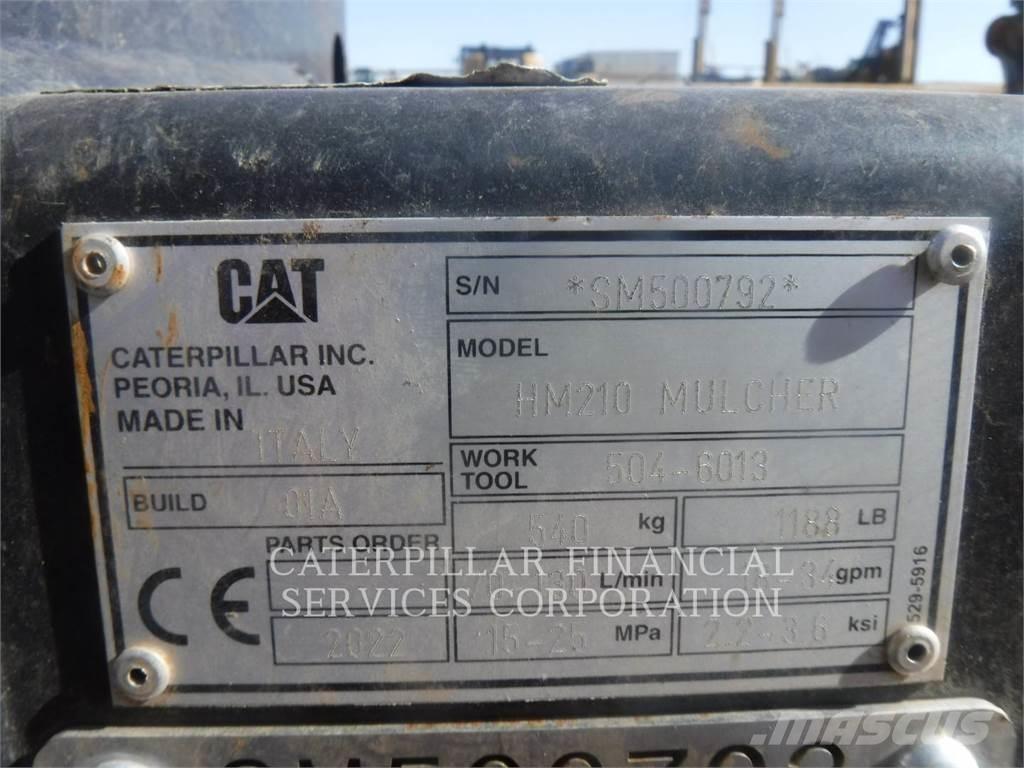 CAT
CATERPILLAR INC.
PEORIA, IL. USA
MADE IN
ITALY
BUILD 01A
PARTS ORDER
CE
2022
S/N *SM500792*
MODEL
HM210 MULCHER
WORK TOOL 504-6013
540 kg 1188 LB
L/min gpm
15-25 MPa 2.2-3.6 ksi
529-5916
CATERPILLAR FINANCIAL
SERVICES CORPORATION
SM500792
MASCUS